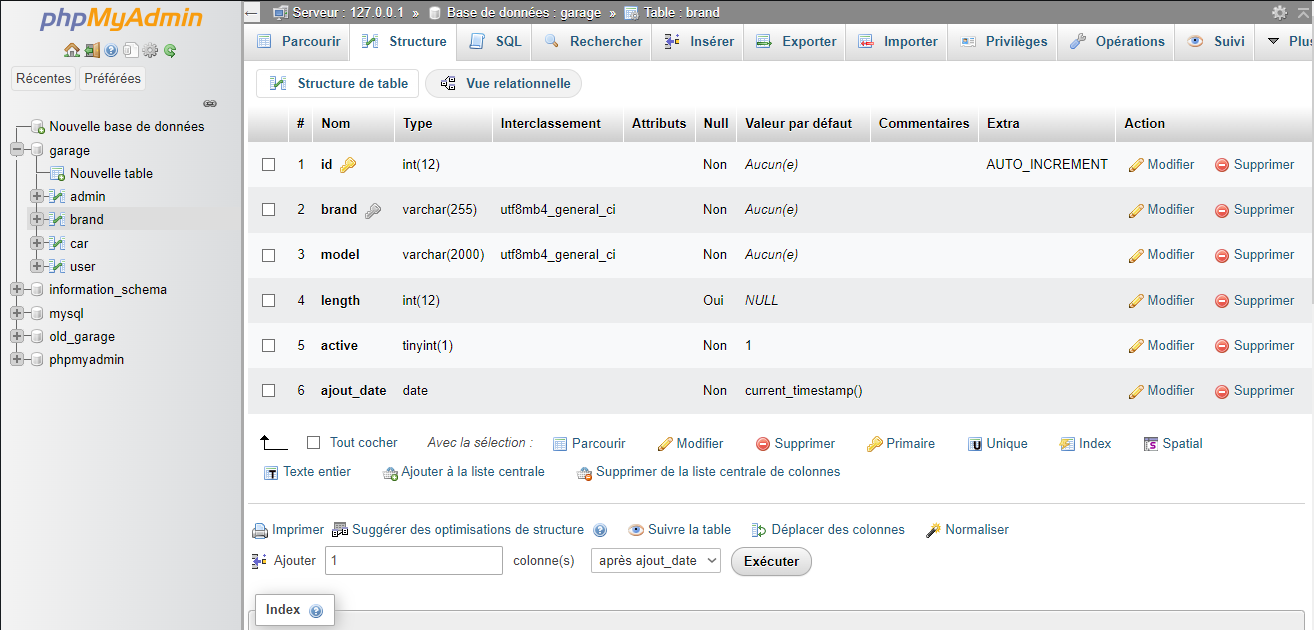 phpMyAdmin
Récentes Préférées
Nouvelle base de données
garage
Nouvelle table
admin
brand
car
user
information_schema
mysql
old_garage
phpmyadmin
Serveur : 127.0.0.1 » Base de données : garage » Table : brand
Parcourir Structure SQL Rechercher Insérer Exporter Importer Privilèges Opérations Suivi Plus
Structure de table Vue relationnelle
# Nom Type Interclassement Attributs Null Valeur par défaut Commentaires Extra Action
1 id int(12) Non Aucun(e) AUTO_INCREMENT Modifier Supprimer
2 brand varchar(255) utf8mb4_general_ci Non Aucun(e) Modifier Supprimer
3 model varchar(2000) utf8mb4_general_ci Non Aucun(e) Modifier Supprimer
4 length int(12) Oui NULL Modifier Supprimer
5 active tinyint(1) Non 1 Modifier Supprimer
6 ajout_date date Non current_timestamp() Modifier Supprimer
Tout cocher Avec la sélection : Parcourir Modifier Supprimer Primaire Unique Index Spatial
Texte entier Ajouter à la liste centrale Supprimer de la liste centrale de colonnes
Imprimer Suggérer des optimisations de structure Suivre la table Déplacer des colonnes Normaliser
Ajouter 1 colonne(s) après ajout_date Exécuter
Index